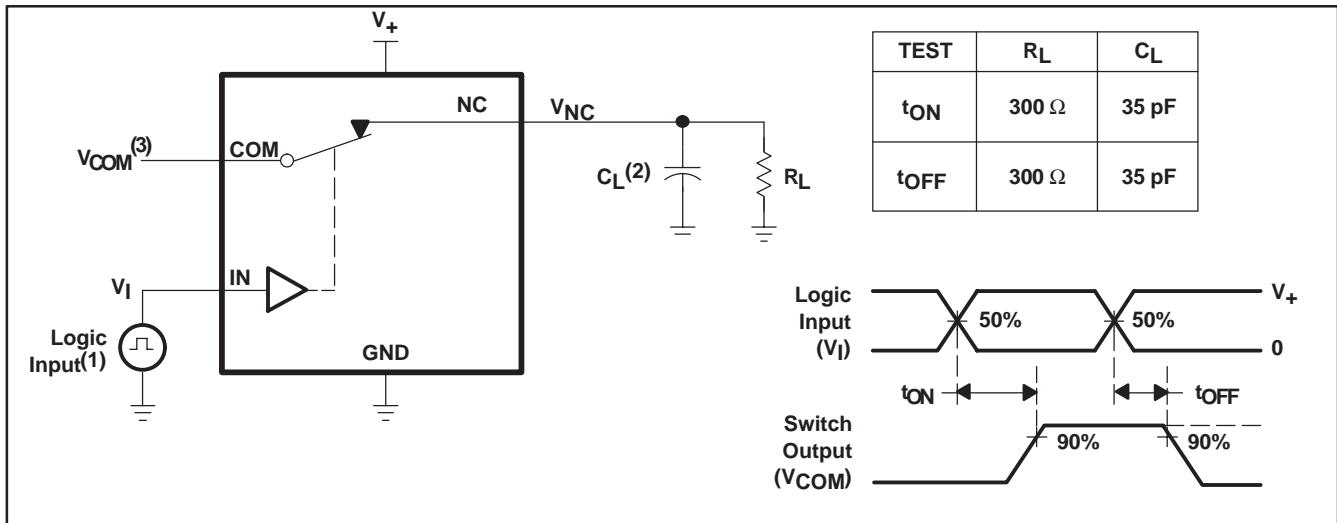 V+
NC
VNC
VCOM(3)
COM
CL(2)
RL
VI
IN
Logic
Input(1)
GND
TEST RL CL
tON 300 Ω 35 pF
tOFF 300 Ω 35 pF
Logic
Input
(VI)
50%
50%
V+
0
tON
tOFF
Switch
Output
(VCOM)
90%
90%